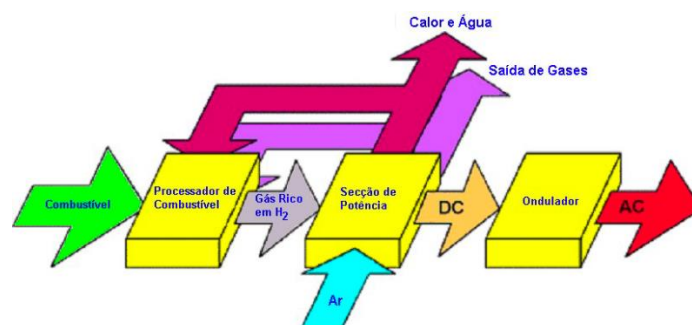 Calor e Água
Saída de Gases
Combustível
Processador de
Combustível
Gás Rico
em H₂
Secção de
Potência
DC
Ondulador
AC
Ar